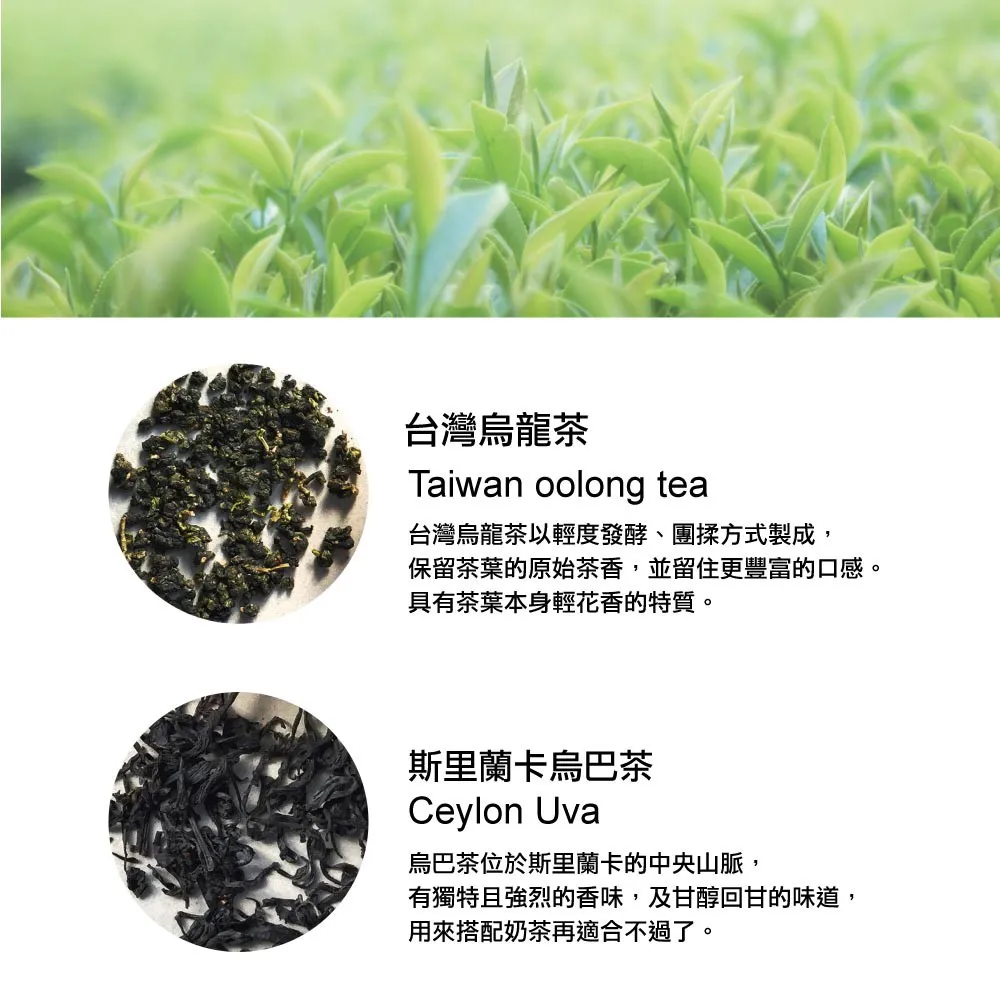 台灣烏龍茶
Taiwan oolong tea
台灣烏龍茶以輕度發酵、團揉方式製成，
保留茶葉的原始茶香，並留住更豐富的口感。
具有茶葉本身輕花香的特質。
斯里蘭卡烏巴茶
Ceylon Uva
烏巴茶位於斯里蘭卡的中央山脈，
有獨特且強烈的香味，及甘醇回甘的味道，
用來搭配奶茶再適合不過了。